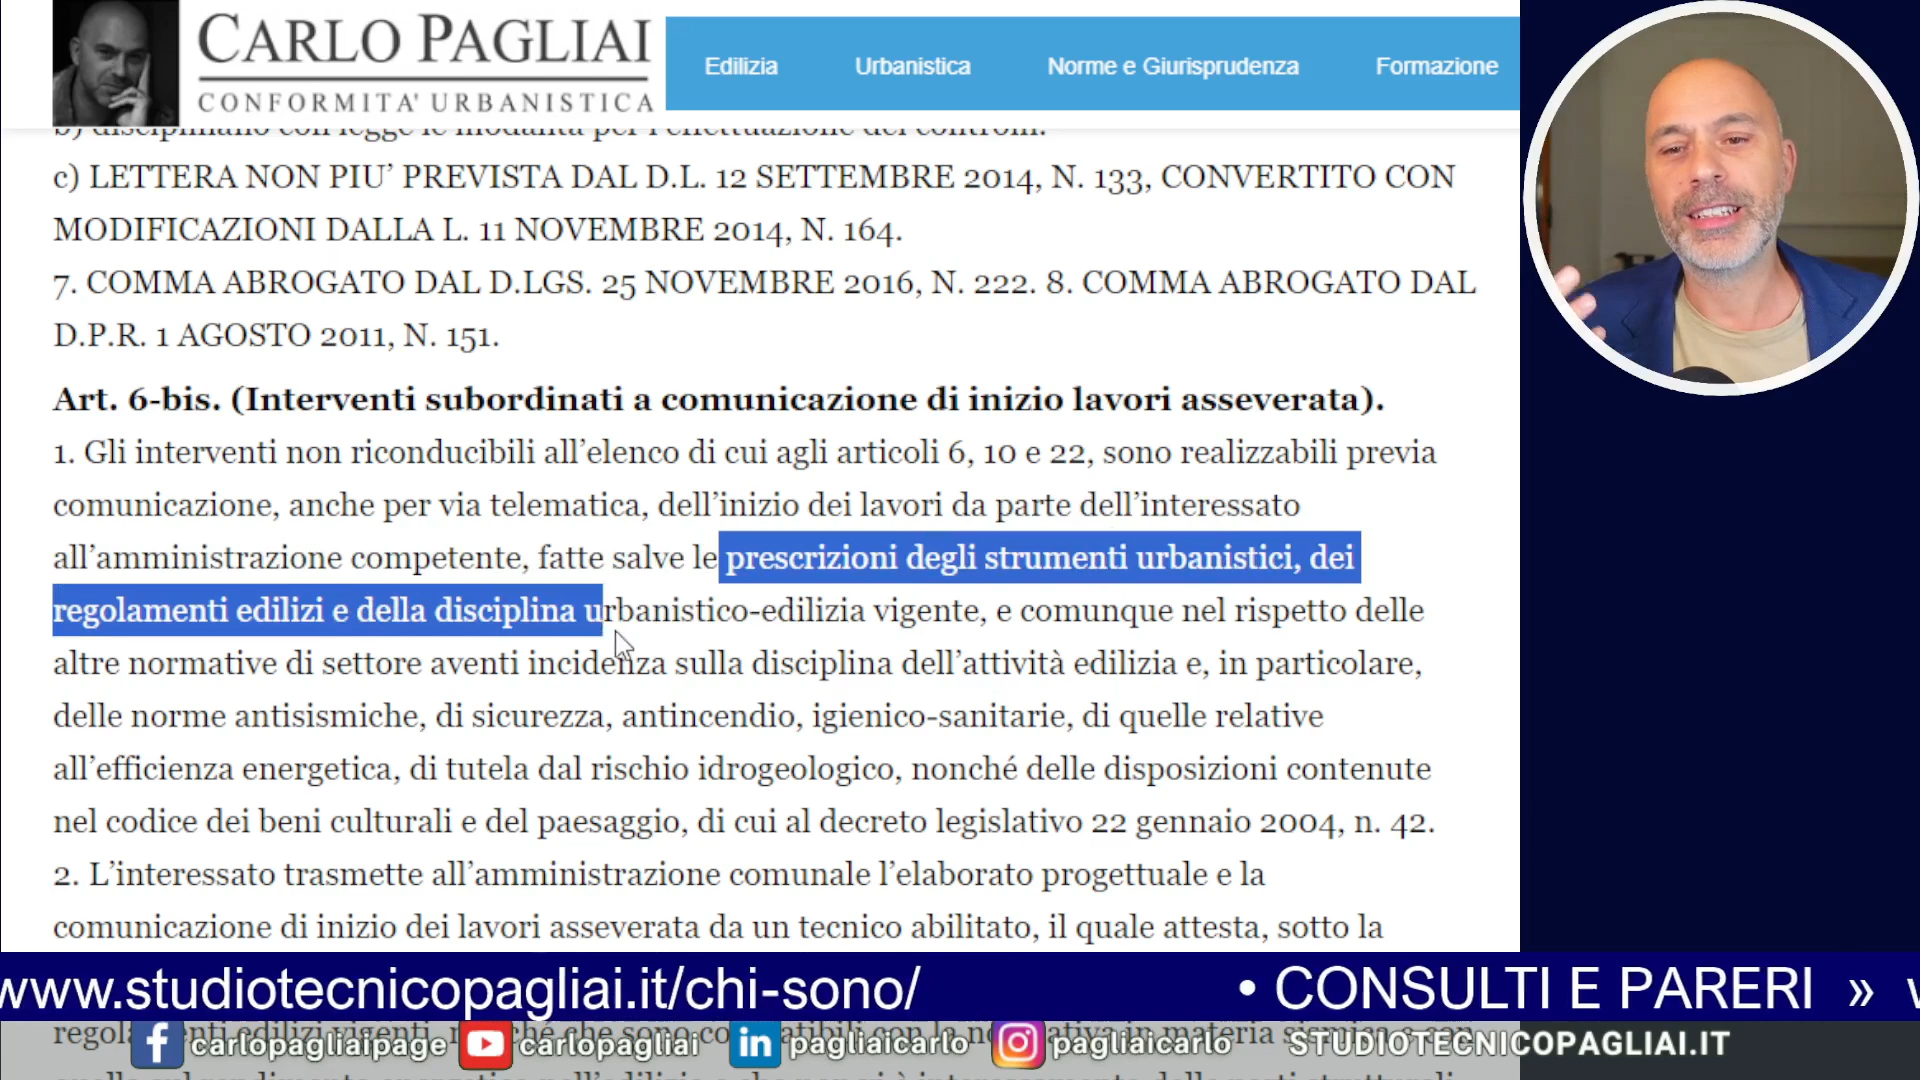 CARLO PAGLIAI
CONFORMITA' URBANISTICA
Edilizia
Urbanistica
Norme e Giurisprudenza
Formazione
b) disciplinano con legge le modalità per l'effettuazione dei controlli.
c) LETTERA NON PIU’ PREVISTA DAL D.L. 12 SETTEMBRE 2014, N. 133, CONVERTITO CON
MODIFICAZIONI DALLA L. 11 NOVEMBRE 2014, N. 164.
7. COMMA ABROGATO DAL D.LGS. 25 NOVEMBRE 2016, N. 222. 8. COMMA ABROGATO DAL
D.P.R. 1 AGOSTO 2011, N. 151.
Art. 6-bis. (Interventi subordinati a comunicazione di inizio lavori asseverata).
1. Gli interventi non riconducibili all’elenco di cui agli articoli 6, 10 e 22, sono realizzabili previa
comunicazione, anche per via telematica, dell’inizio dei lavori da parte dell’interessato
all’amministrazione competente, fatte salve le prescrizioni degli strumenti urbanistici, dei
regolamenti edilizi e della disciplina urbanistico-edilizia vigente, e comunque nel rispetto delle
altre normative di settore aventi incidenza sulla disciplina dell’attività edilizia e, in particolare,
delle norme antisismiche, di sicurezza, antincendio, igienico-sanitarie, di quelle relative
all’efficienza energetica, di tutela dal rischio idrogeologico, nonché delle disposizioni contenute
nel codice dei beni culturali e del paesaggio, di cui al decreto legislativo 22 gennaio 2004, n. 42.
2. L’interessato trasmette all’amministrazione comunale l’elaborato progettuale e la
comunicazione di inizio dei lavori asseverata da un tecnico abilitato, il quale attesta, sotto la
www.studiotecnicopagliai.it/chi-sono/
• CONSULTI E PARERI »
carlopagliaipage
carlopagliai
pagliaicarlo
pagliaicarlo
STUDIOTECNICOPAGLIAI.IT